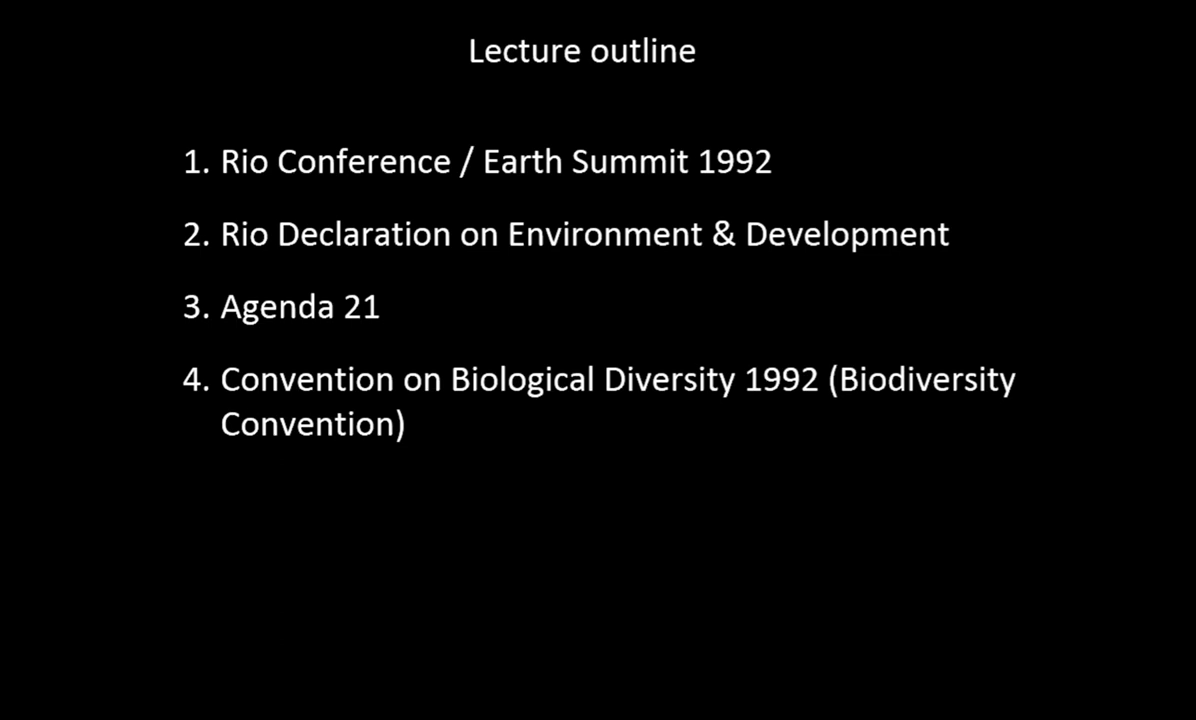 Lecture outline
1. Rio Conference / Earth Summit 1992
2. Rio Declaration on Environment & Development
3. Agenda 21
4. Convention on Biological Diversity 1992 (Biodiversity
Convention)